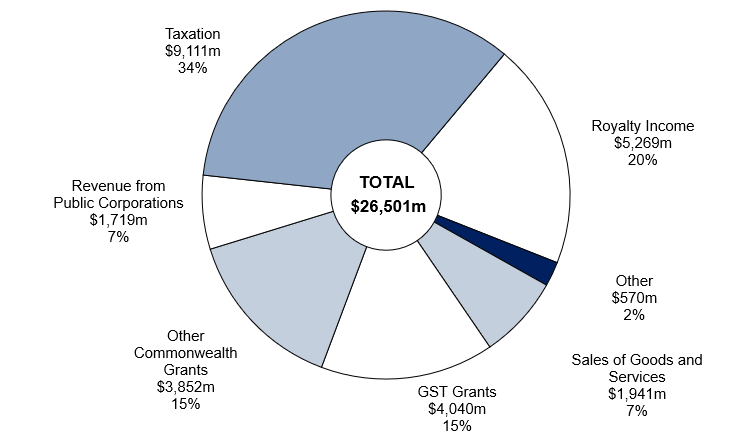 Taxation
$9,111m
34%
Royalty Income
$5,269m
20%
TOTAL
$26,501m
Revenue from
Public Corporations
$1,719m
7%
Other
$570m
2%
Other
Commonwealth
Grants
$3,852m
15%
Sales of Goods and
Services
$1,941m
7%
GST Grants
$4,040m
15%